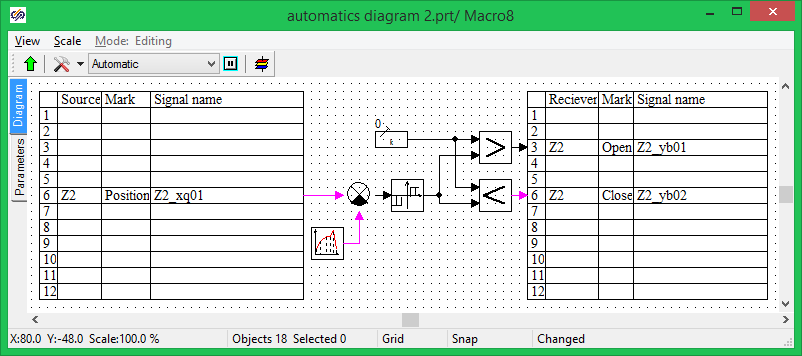 automatics diagram 2.prt/ Macro8
View Scale Mode: Editing
Automatic
Diagram
Parameters
Source Mark Signal name
1
2
3
4
5
6 Z2 Position Z2_xq01
7
8
9
10
11
12
0
k
>
<
Reciever Mark Signal name
1
2
3 Z2 Open Z2_yb01
4
5
6 Z2 Close Z2_yb02
7
8
9
10
11
12
X:80.0 Y:-48.0 Scale:100.0 % Objects 18 Selected 0 Grid Snap Changed